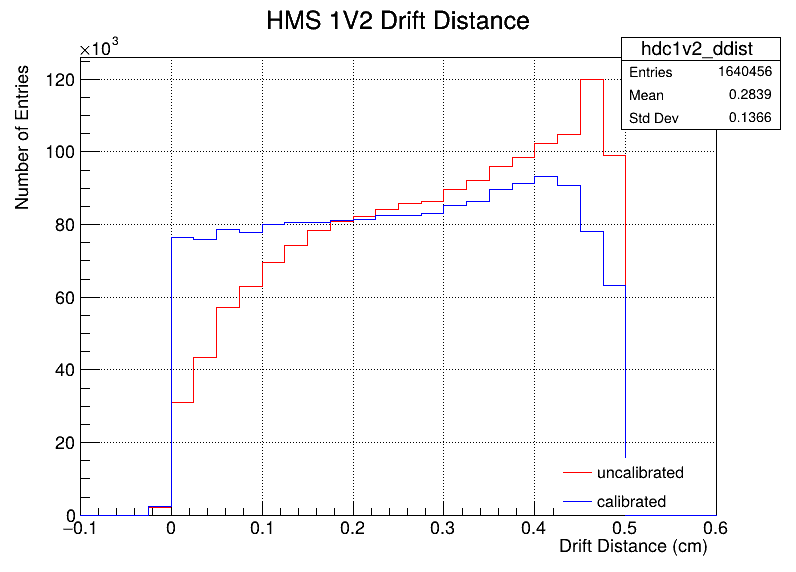 HMS 1V2 Drift Distance
×10³
hdc1v2_ddist
Entries 1640456
Mean 0.2839
Std Dev 0.1366
Number of Entries
120
100
80
60
40
20
0
uncalibrated
calibrated
−0.1 0 0.1 0.2 0.3 0.4 0.5 0.6
Drift Distance (cm)